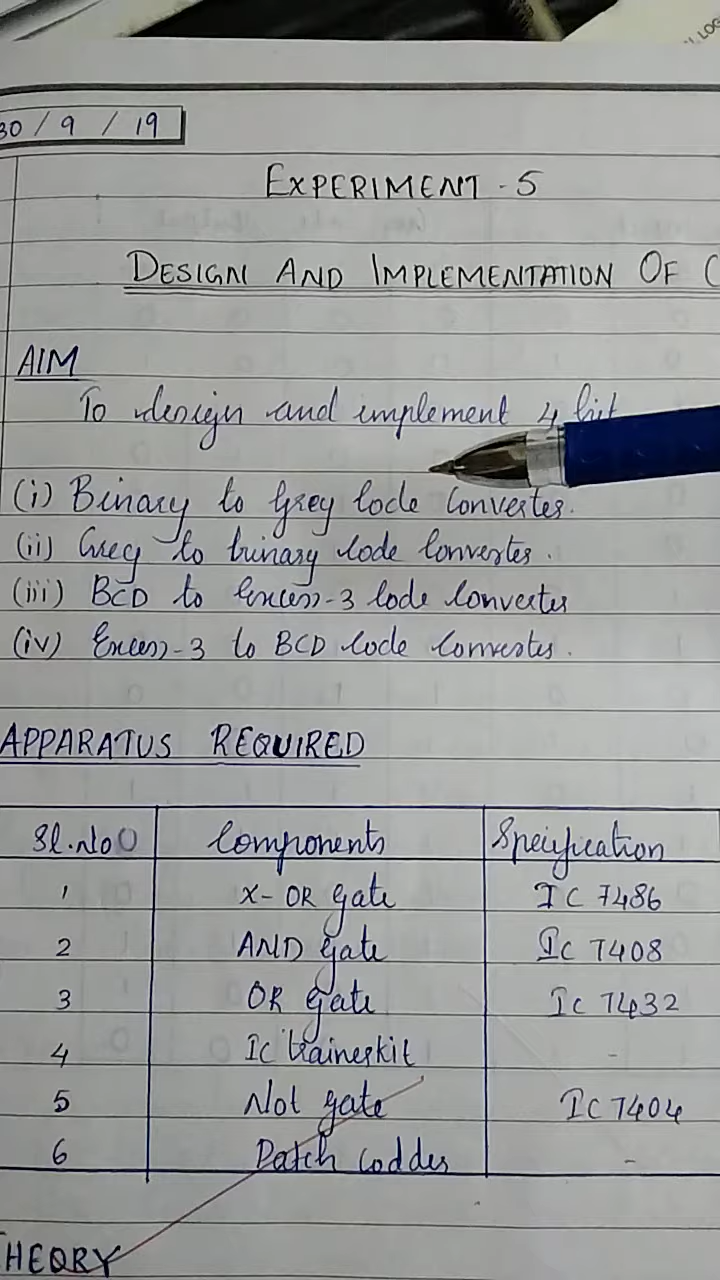 30 / 9 / 19
EXPERIMENT - 5
DESIGN AND IMPLEMENTATION OF C
AIM
To design and implement 4 bit
(i) Binary to Grey Code Converter.
(ii) Grey to binary Code Converter.
(iii) BCD to Excess-3 Code Converter
(iv) Excess-3 to BCD Code Converter.
APPARATUS REQUIRED
Sl.No Components Specification
1 X-OR gate IC 7486
2 AND gate IC 7408
3 OR gate IC 7432
4 IC trainerkit -
5 Not gate IC 7404
6 Patch codder -
HEORY